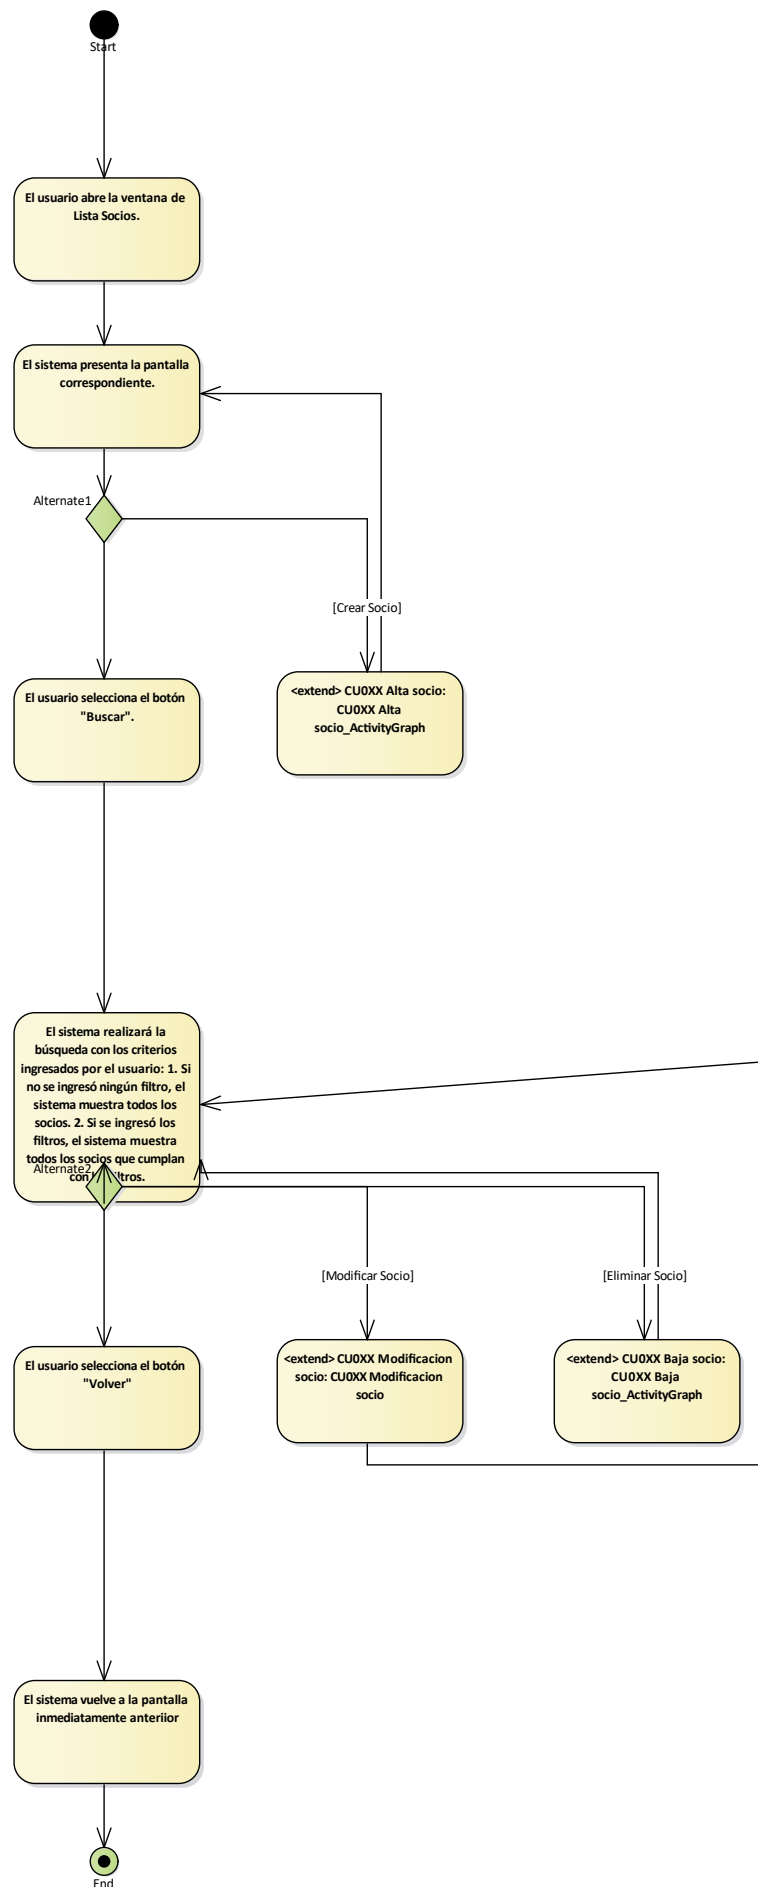 Start
El usuario abre la ventana de
Lista Socios.
El sistema presenta la pantalla
correspondiente.
Alternate1
[Crear Socio]
El usuario selecciona el botón
"Buscar".
<extend> CU0XX Alta socio:
CU0XX Alta
socio_ActivityGraph
El sistema realizará la
búsqueda con los criterios
ingresados por el usuario: 1. Si
no se ingresó ningún filtro, el
sistema muestra todos los
socios. 2. Si se ingresó los
filtros, el sistema muestra
todos los socios que cumplan
con filtros.
Alternate2
[Modificar Socio]
[Eliminar Socio]
El usuario selecciona el botón
"Volver"
<extend> CU0XX Modificacion
socio: CU0XX Modificacion
socio
<extend> CU0XX Baja socio:
CU0XX Baja
socio_ActivityGraph
El sistema vuelve a la pantalla
inmediatamente anteriior
End